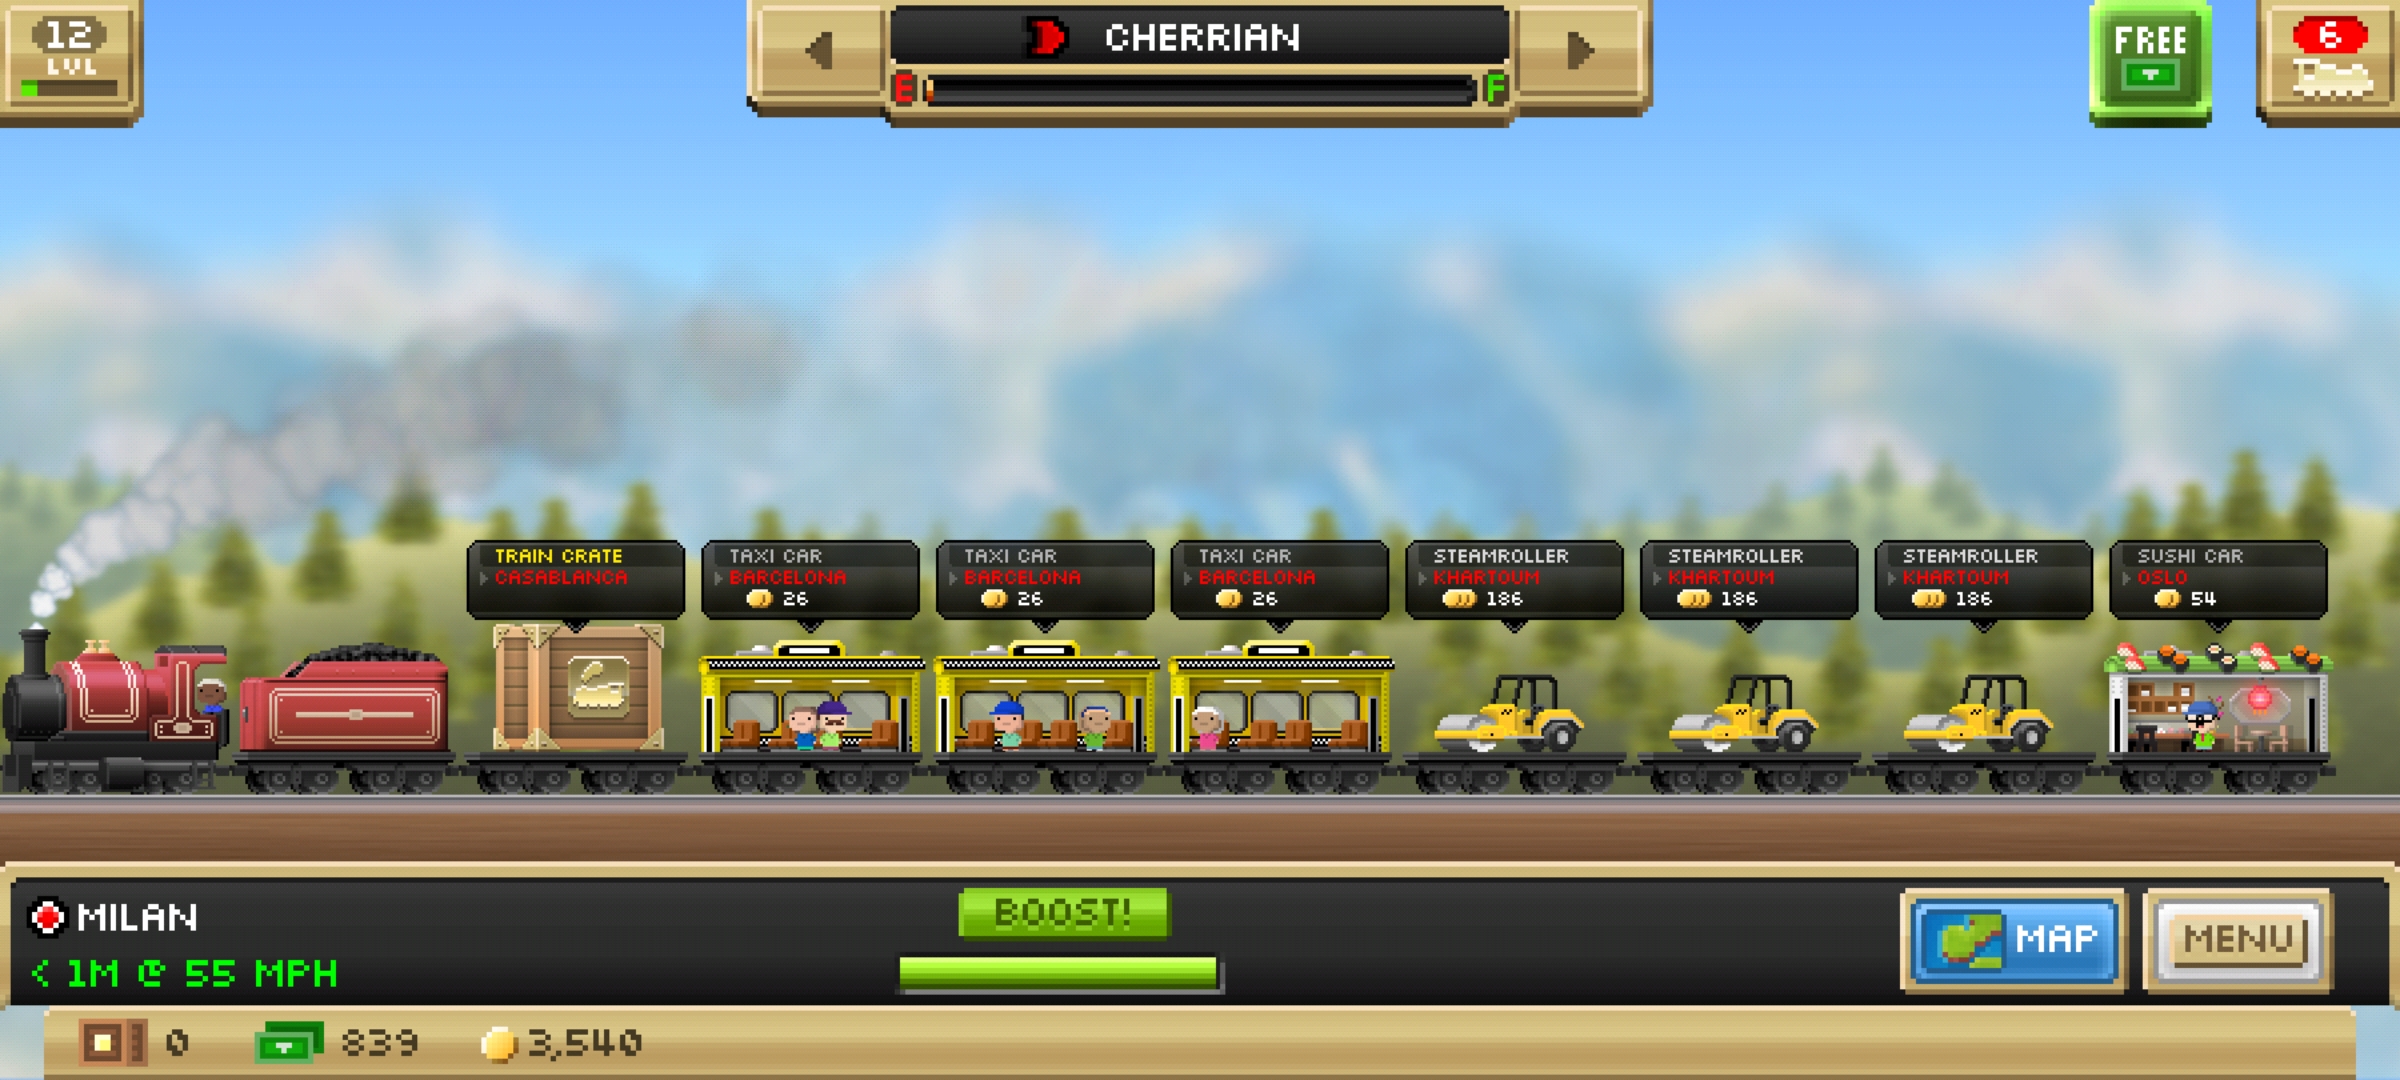 12
LVL
CHERRIAN
E
F
FREE
6
TRAIN CRATE
CASABLANCA
TAXI CAR
BARCELONA
26
TAXI CAR
BARCELONA
26
TAXI CAR
BARCELONA
26
STEAMROLLER
KHARTOUM
186
STEAMROLLER
KHARTOUM
186
STEAMROLLER
KHARTOUM
186
SUSHI CAR
OSLO
54
MILAN
< 1M @ 55 MPH
BOOST!
MAP
MENU
0
839
3,540